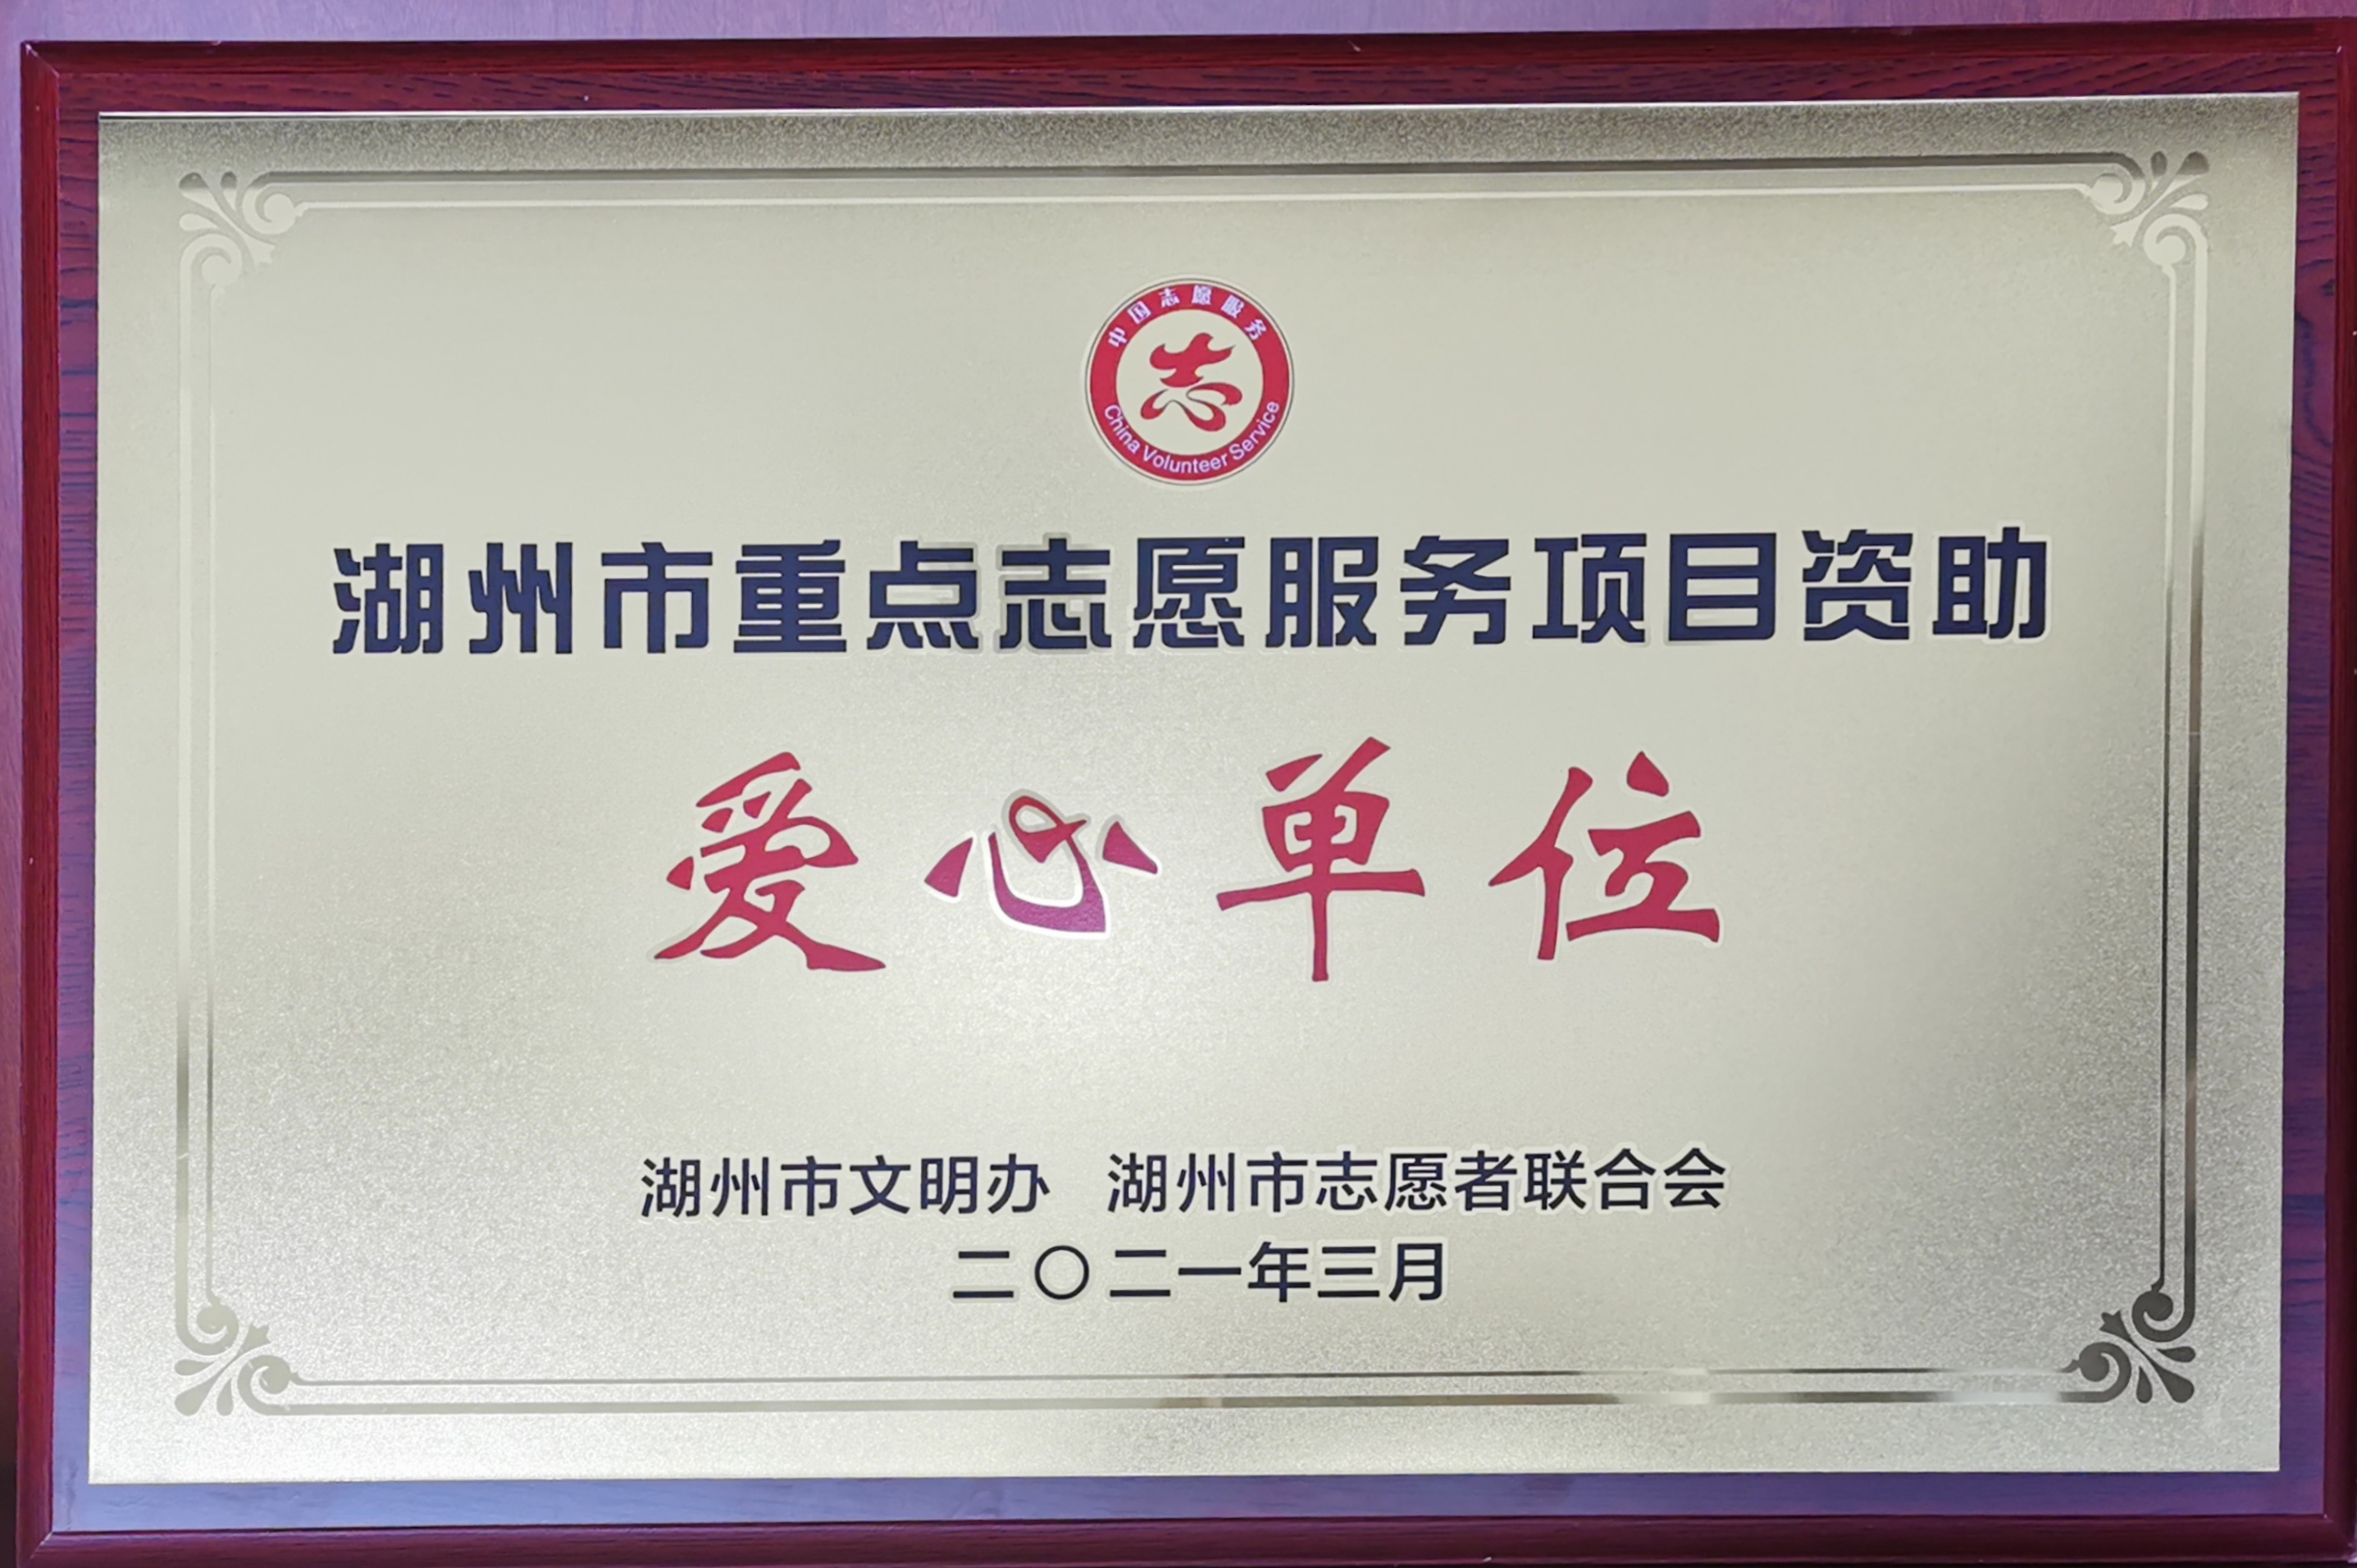 中国志愿服务
志
China Volunteer Service
湖州市重点志愿服务项目资助
爱心单位
湖州市文明办 湖州市志愿者联合会
二〇二一年三月